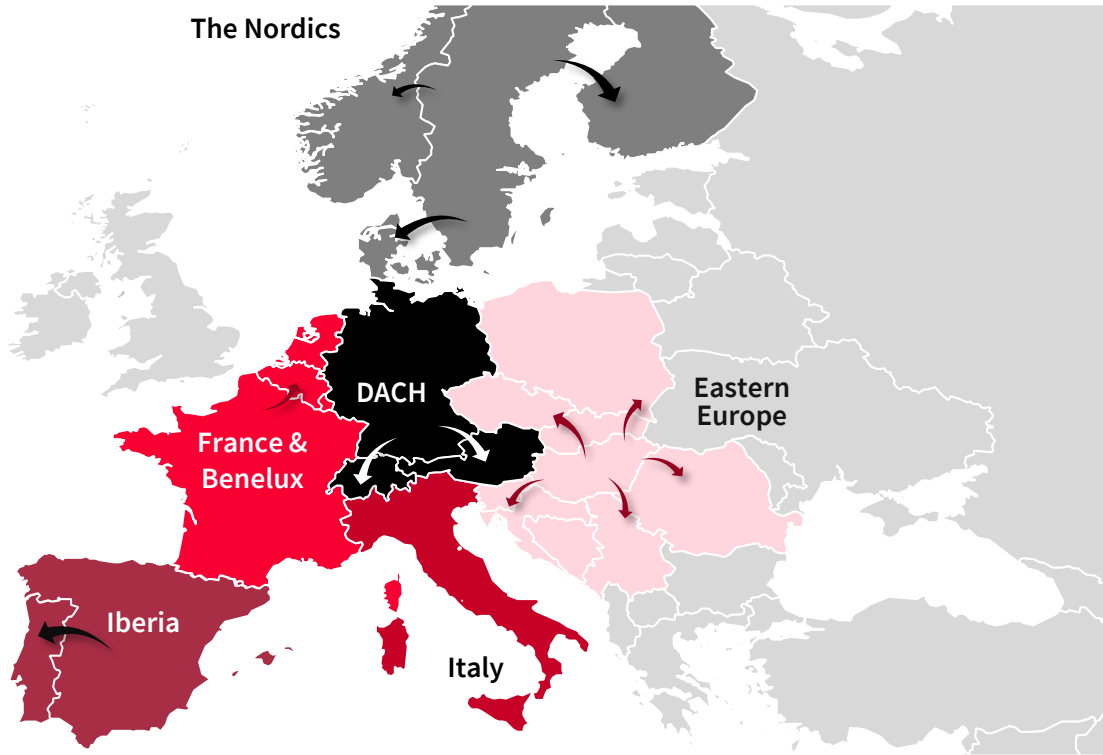 The Nordics
DACH
Eastern
Europe
France &
Benelux
Iberia
Italy